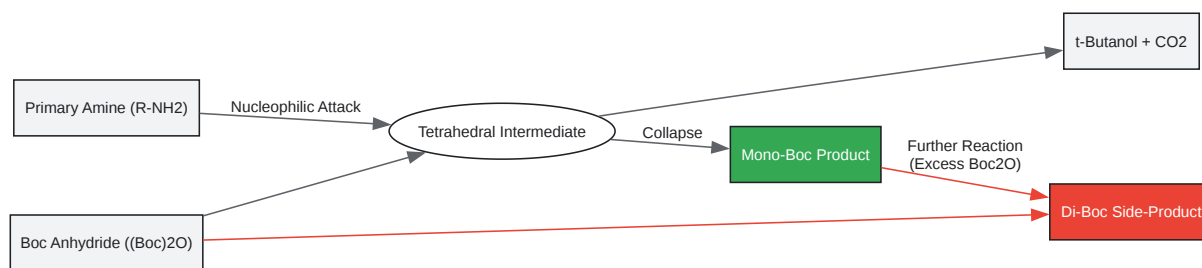 t-Butanol + CO2
Primary Amine (R-NH2)
Nucleophilic Attack
Tetrahedral Intermediate
Collapse
Mono-Boc Product
Further Reaction
(Excess Boc2O)
Di-Boc Side-Product
Boc Anhydride ((Boc)2O)